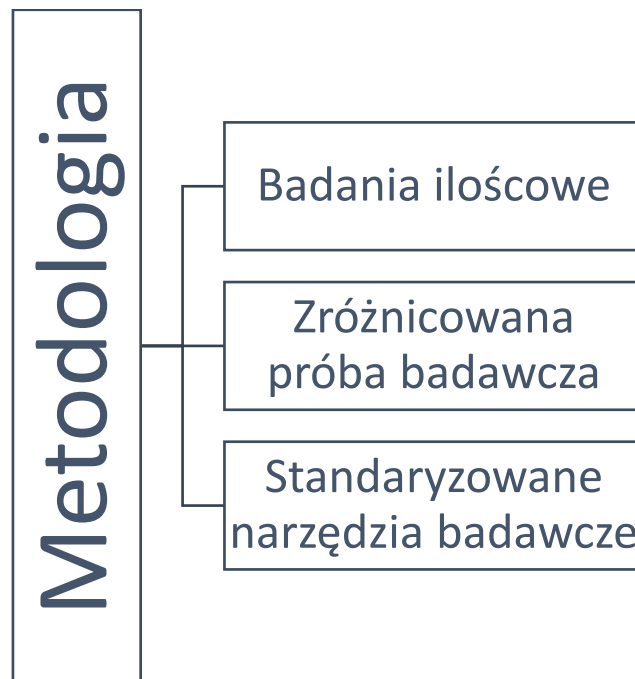 Metodologia
Badania ilościowe
Zróżnicowana
próba badawcza
Standaryzowane
narzędzia badawcze